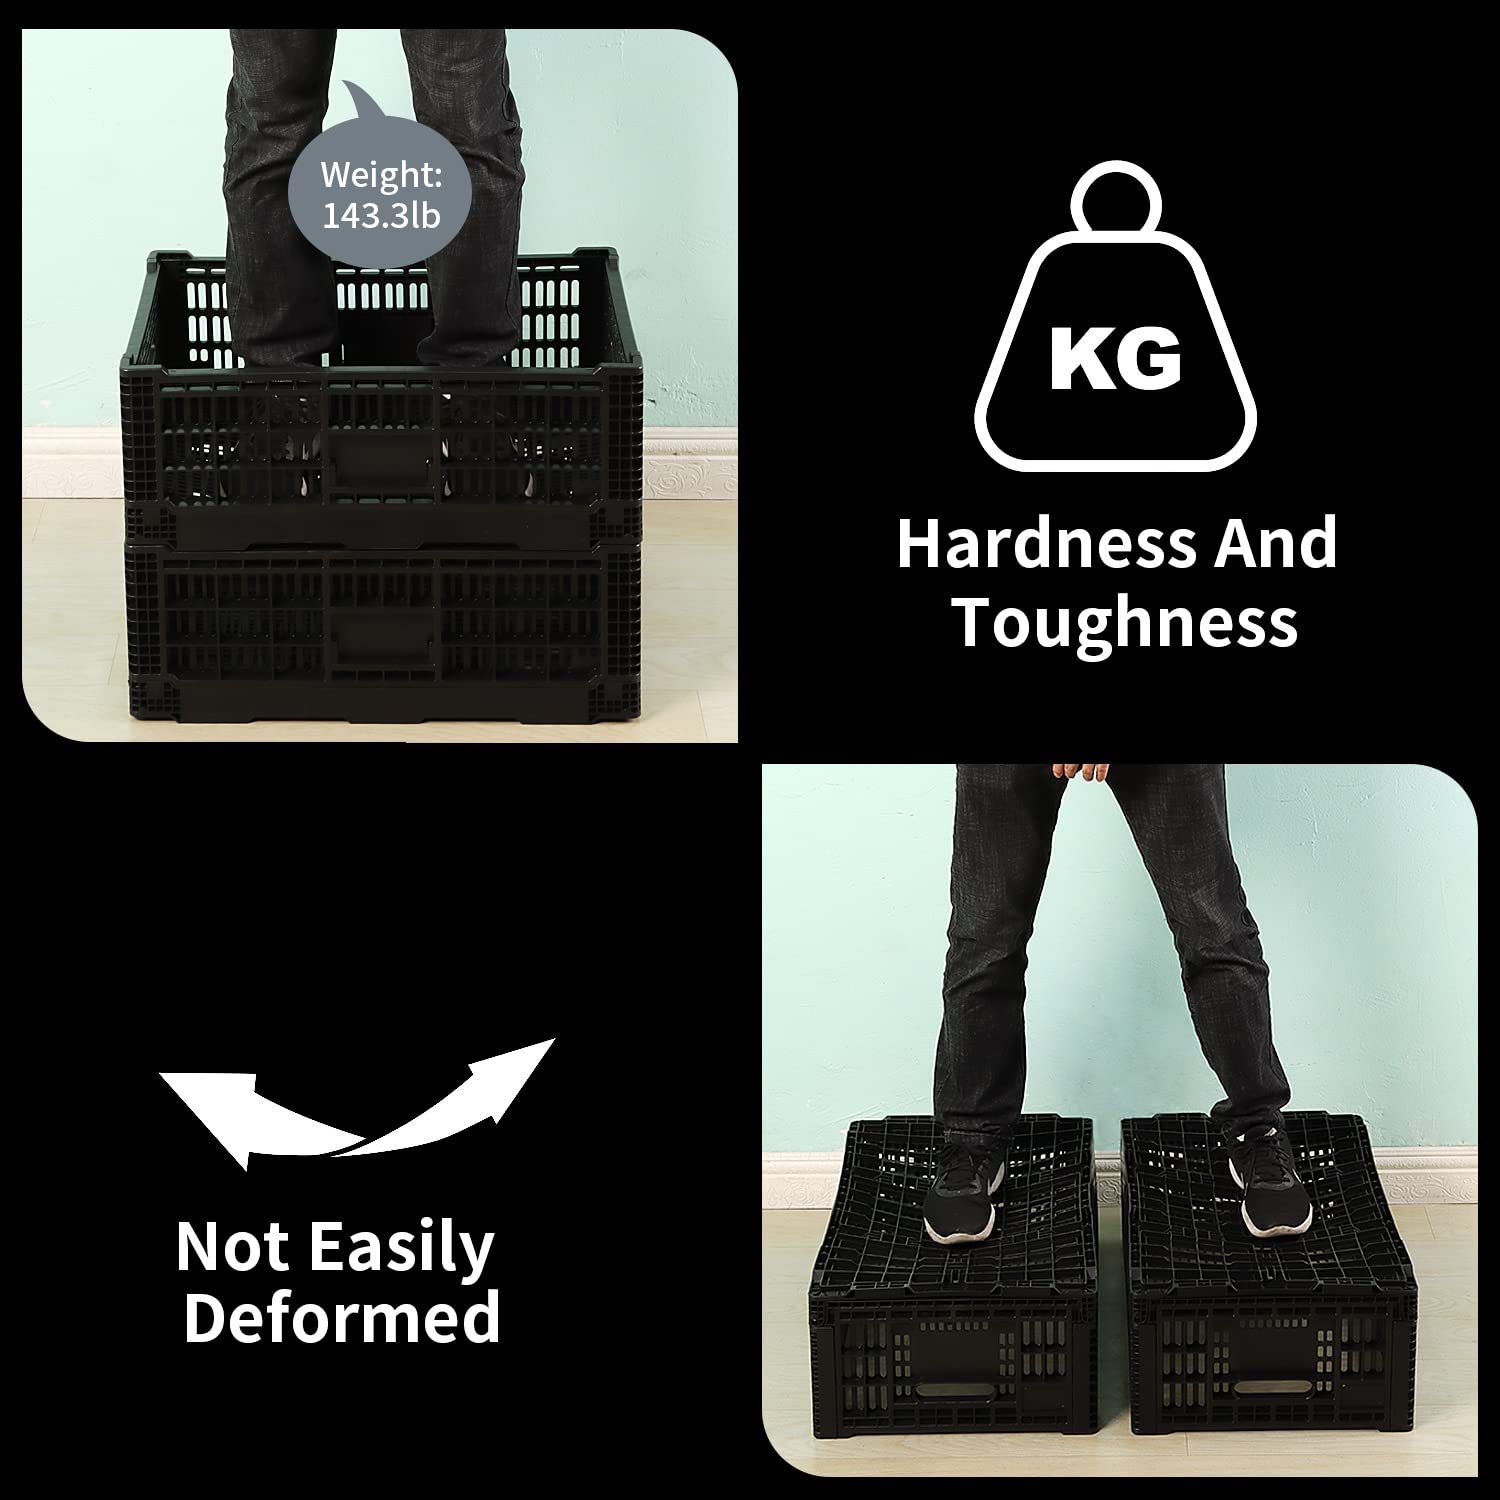 Weight:
143.3lb
KG
Hardness And
Toughness
Not Easily
Deformed